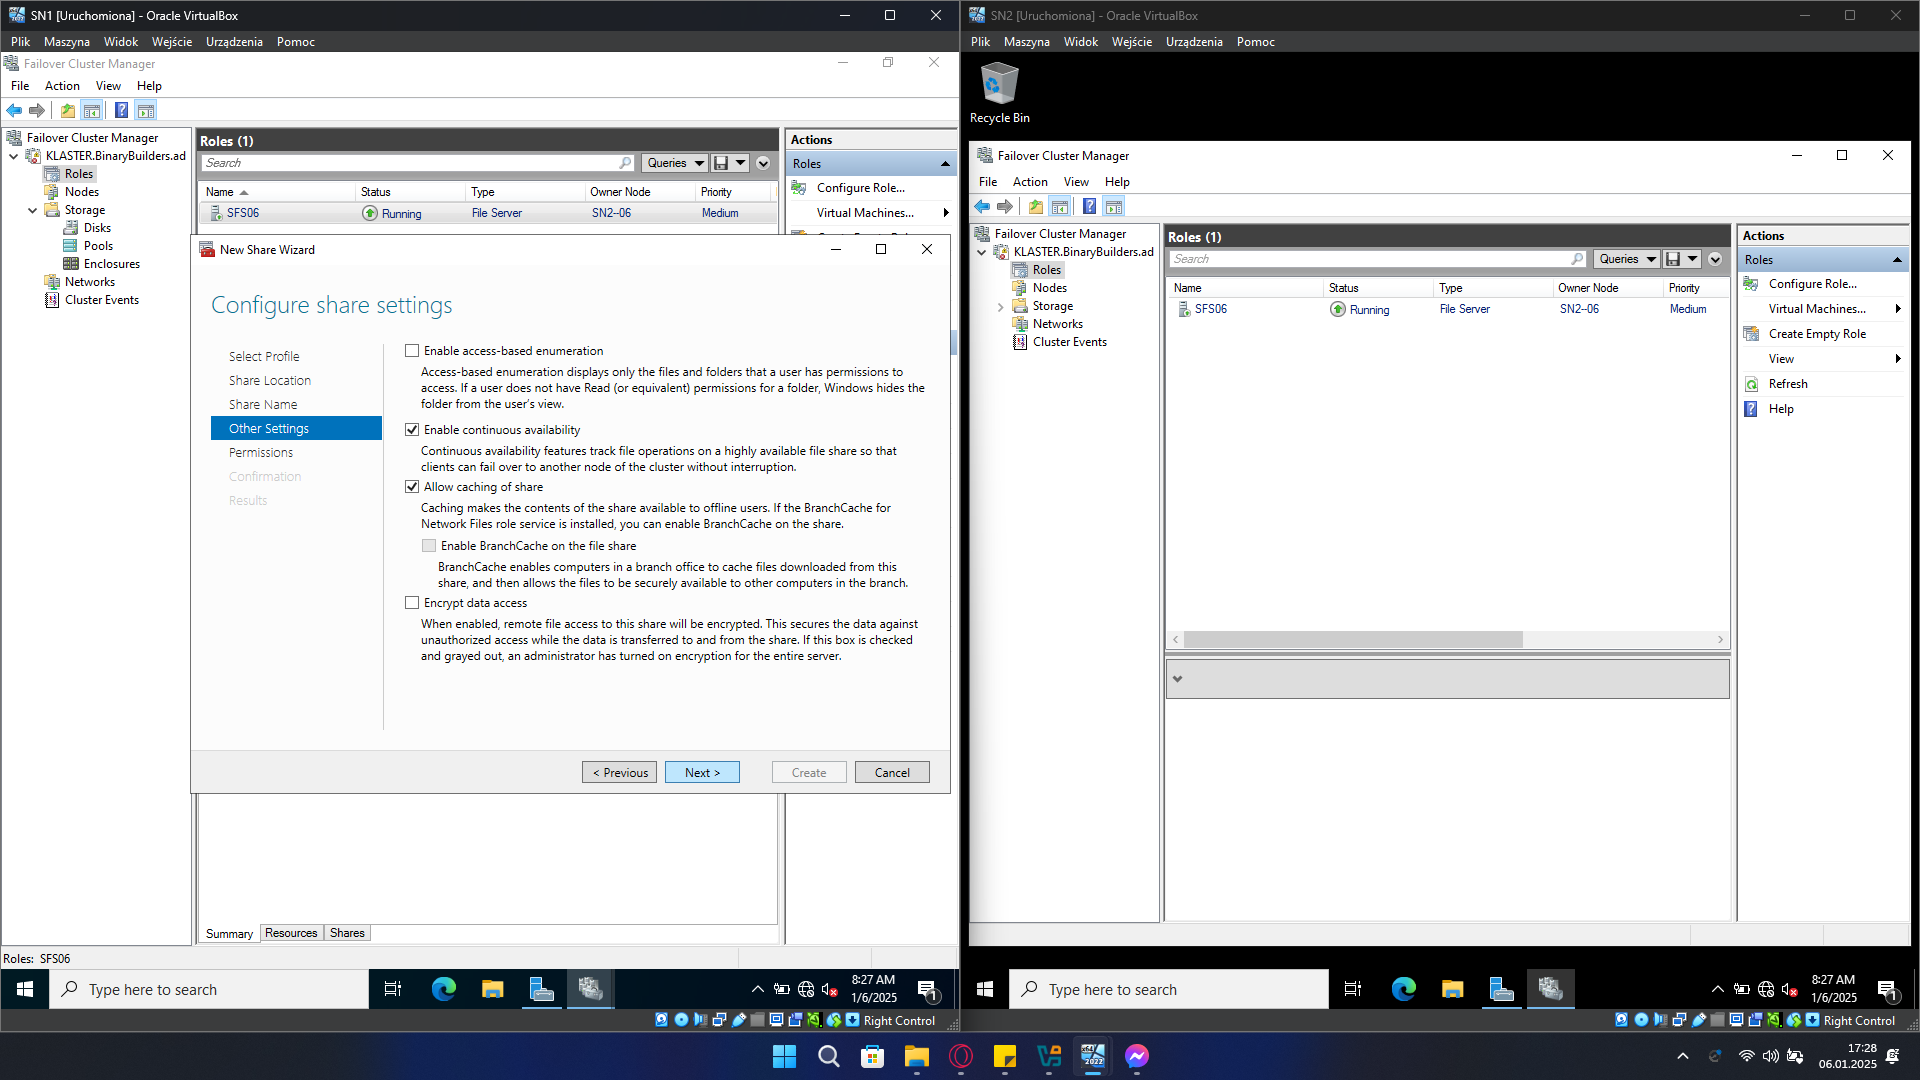 SN1 [Uruchomiona] - Oracle VirtualBox
Plik Maszyna Widok Wejście Urządzenia Pomoc
Failover Cluster Manager
File Action View Help
Failover Cluster Manager
KLASTER.BinaryBuilders.ad
Roles
Nodes
Storage
Disks
Pools
Enclosures
Networks
Cluster Events
Roles (1)
Search
Queries
Name Status Type Owner Node Priority
SFS06 Running File Server SN2--06 Medium
Actions
Roles
Configure Role...
Virtual Machines...
New Share Wizard
Configure share settings
Select Profile
Share Location
Share Name
Other Settings
Permissions
Confirmation
Results
Enable access-based enumeration
Access-based enumeration displays only the files and folders that a user has permissions to
access. If a user does not have Read (or equivalent) permissions for a folder, Windows hides the
folder from the user's view.
Enable continuous availability
Continuous availability features track file operations on a highly available file share so that
clients can fail over to another node of the cluster without interruption.
Allow caching of share
Caching makes the contents of the share available to offline users. If the BranchCache for
Network Files role service is installed, you can enable BranchCache on the share.
Enable BranchCache on the file share
BranchCache enables computers in a branch office to cache files downloaded from this
share, and then allows the files to be securely available to other computers in the branch.
Encrypt data access
When enabled, remote file access to this share will be encrypted. This secures the data against
unauthorized access while the data is transferred to and from the share. If this box is checked
and grayed out, an administrator has turned on encryption for the entire server.
< Previous Next > Create Cancel
Summary Resources Shares
Roles: SFS06
Type here to search
8:27 AM
1/6/2025
1
Right Control
SN2 [Uruchomiona] - Oracle VirtualBox
Plik Maszyna Widok Wejście Urządzenia Pomoc
Recycle Bin
Failover Cluster Manager
File Action View Help
Failover Cluster Manager
KLASTER.BinaryBuilders.ad
Roles
Nodes
Storage
Networks
Cluster Events
Roles (1)
Search
Queries
Name Status Type Owner Node Priority
SFS06 Running File Server SN2--06 Medium
Actions
Roles
Configure Role...
Virtual Machines...
Create Empty Role
View
Refresh
Help
Type here to search
8:27 AM
1/6/2025
1
Right Control
17:28
06.01.2025